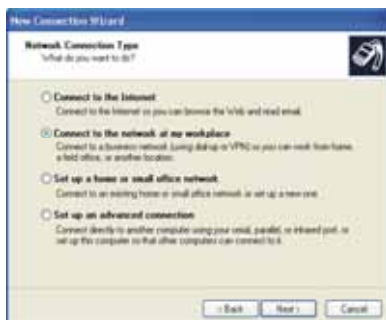 New Connection Wizard
Network Connection Type
What do you want to do?
Connect to the Internet
Connect to the Internet so you can browse the Web and read email.
Connect to the network at my workplace
Connect to a business network (using dial-up or VPN) so you can work from home,
a field office, or another location.
Set up a home or small office network
Connect to an existing home or small office network or set up a new one.
Set up an advanced connection
Connect directly to another computer using your serial, parallel, or infrared port, or
set up this computer so that other computers can connect to it.
< Back
Next >
Cancel